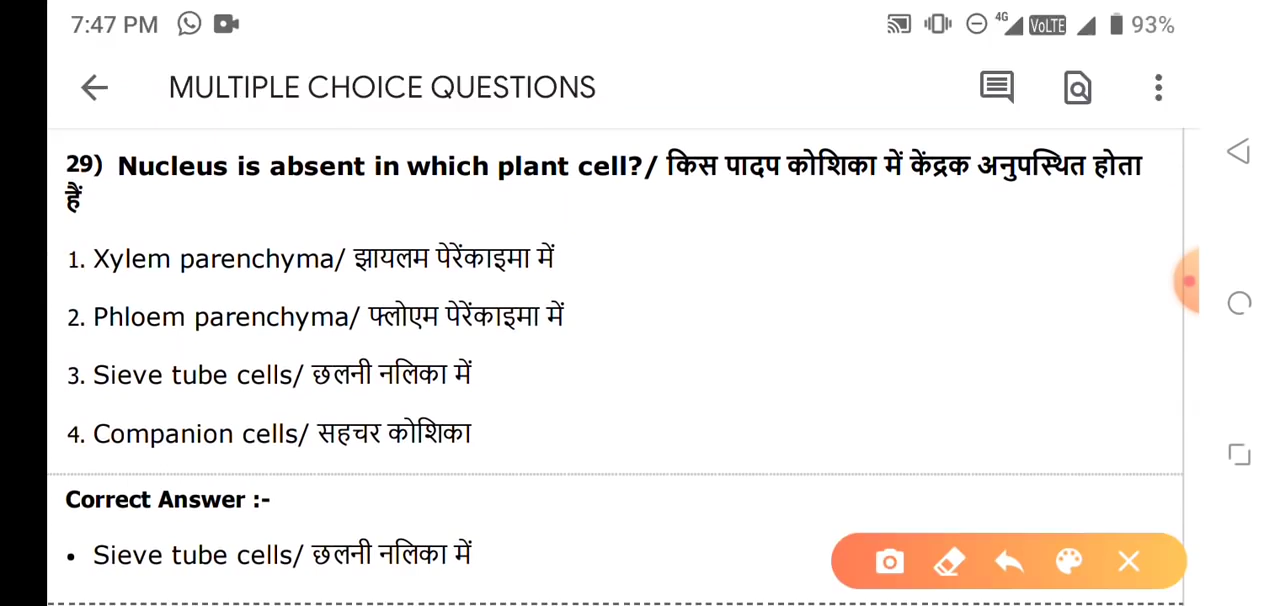 7:47 PM 4G VoLTE 93%
MULTIPLE CHOICE QUESTIONS
29) Nucleus is absent in which plant cell?/ किस पादप कोशिका में केंद्रक अनुपस्थित होता
हैं
1. Xylem parenchyma/ झायलम पेरेंकाइमा में
2. Phloem parenchyma/ फ्लोएम पेरेंकाइमा में
3. Sieve tube cells/ छलनी नलिका में
4. Companion cells/ सहचर कोशिका
Correct Answer :-
• Sieve tube cells/ छलनी नलिका में